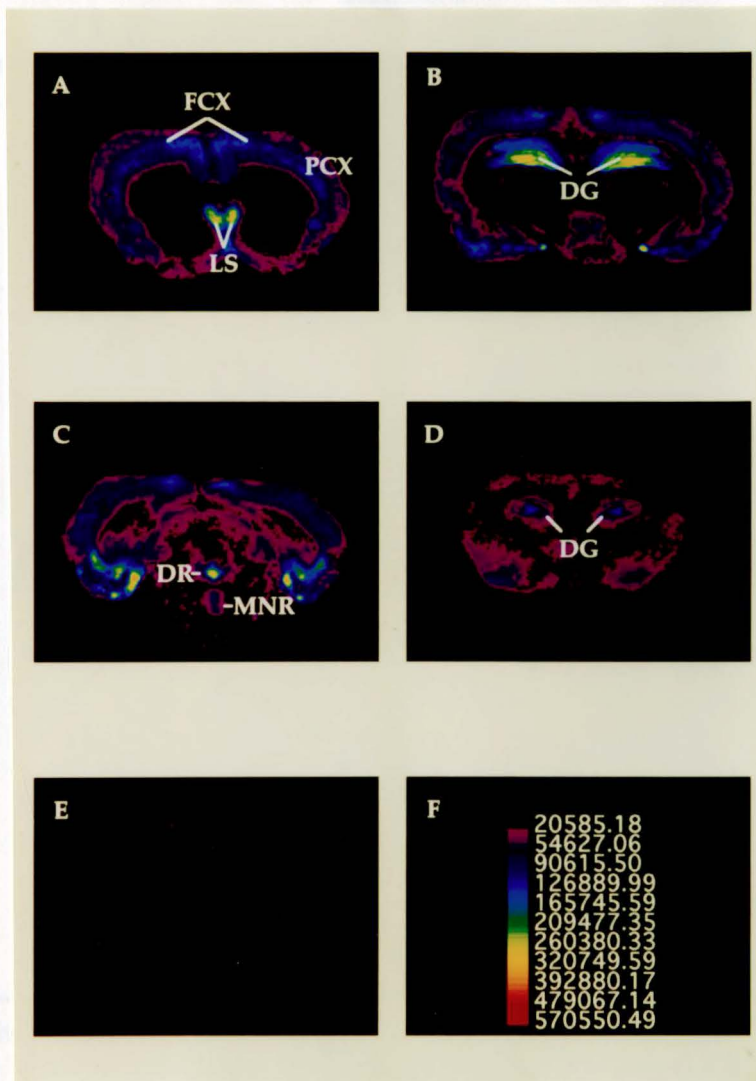 A
FCX
PCX
LS
B
DG
C
DR
MNR
D
DG
E
F
20585.18
54627.06
90615.50
126889.99
165745.59
209477.35
260380.33
320749.59
392880.17
479067.14
570550.49